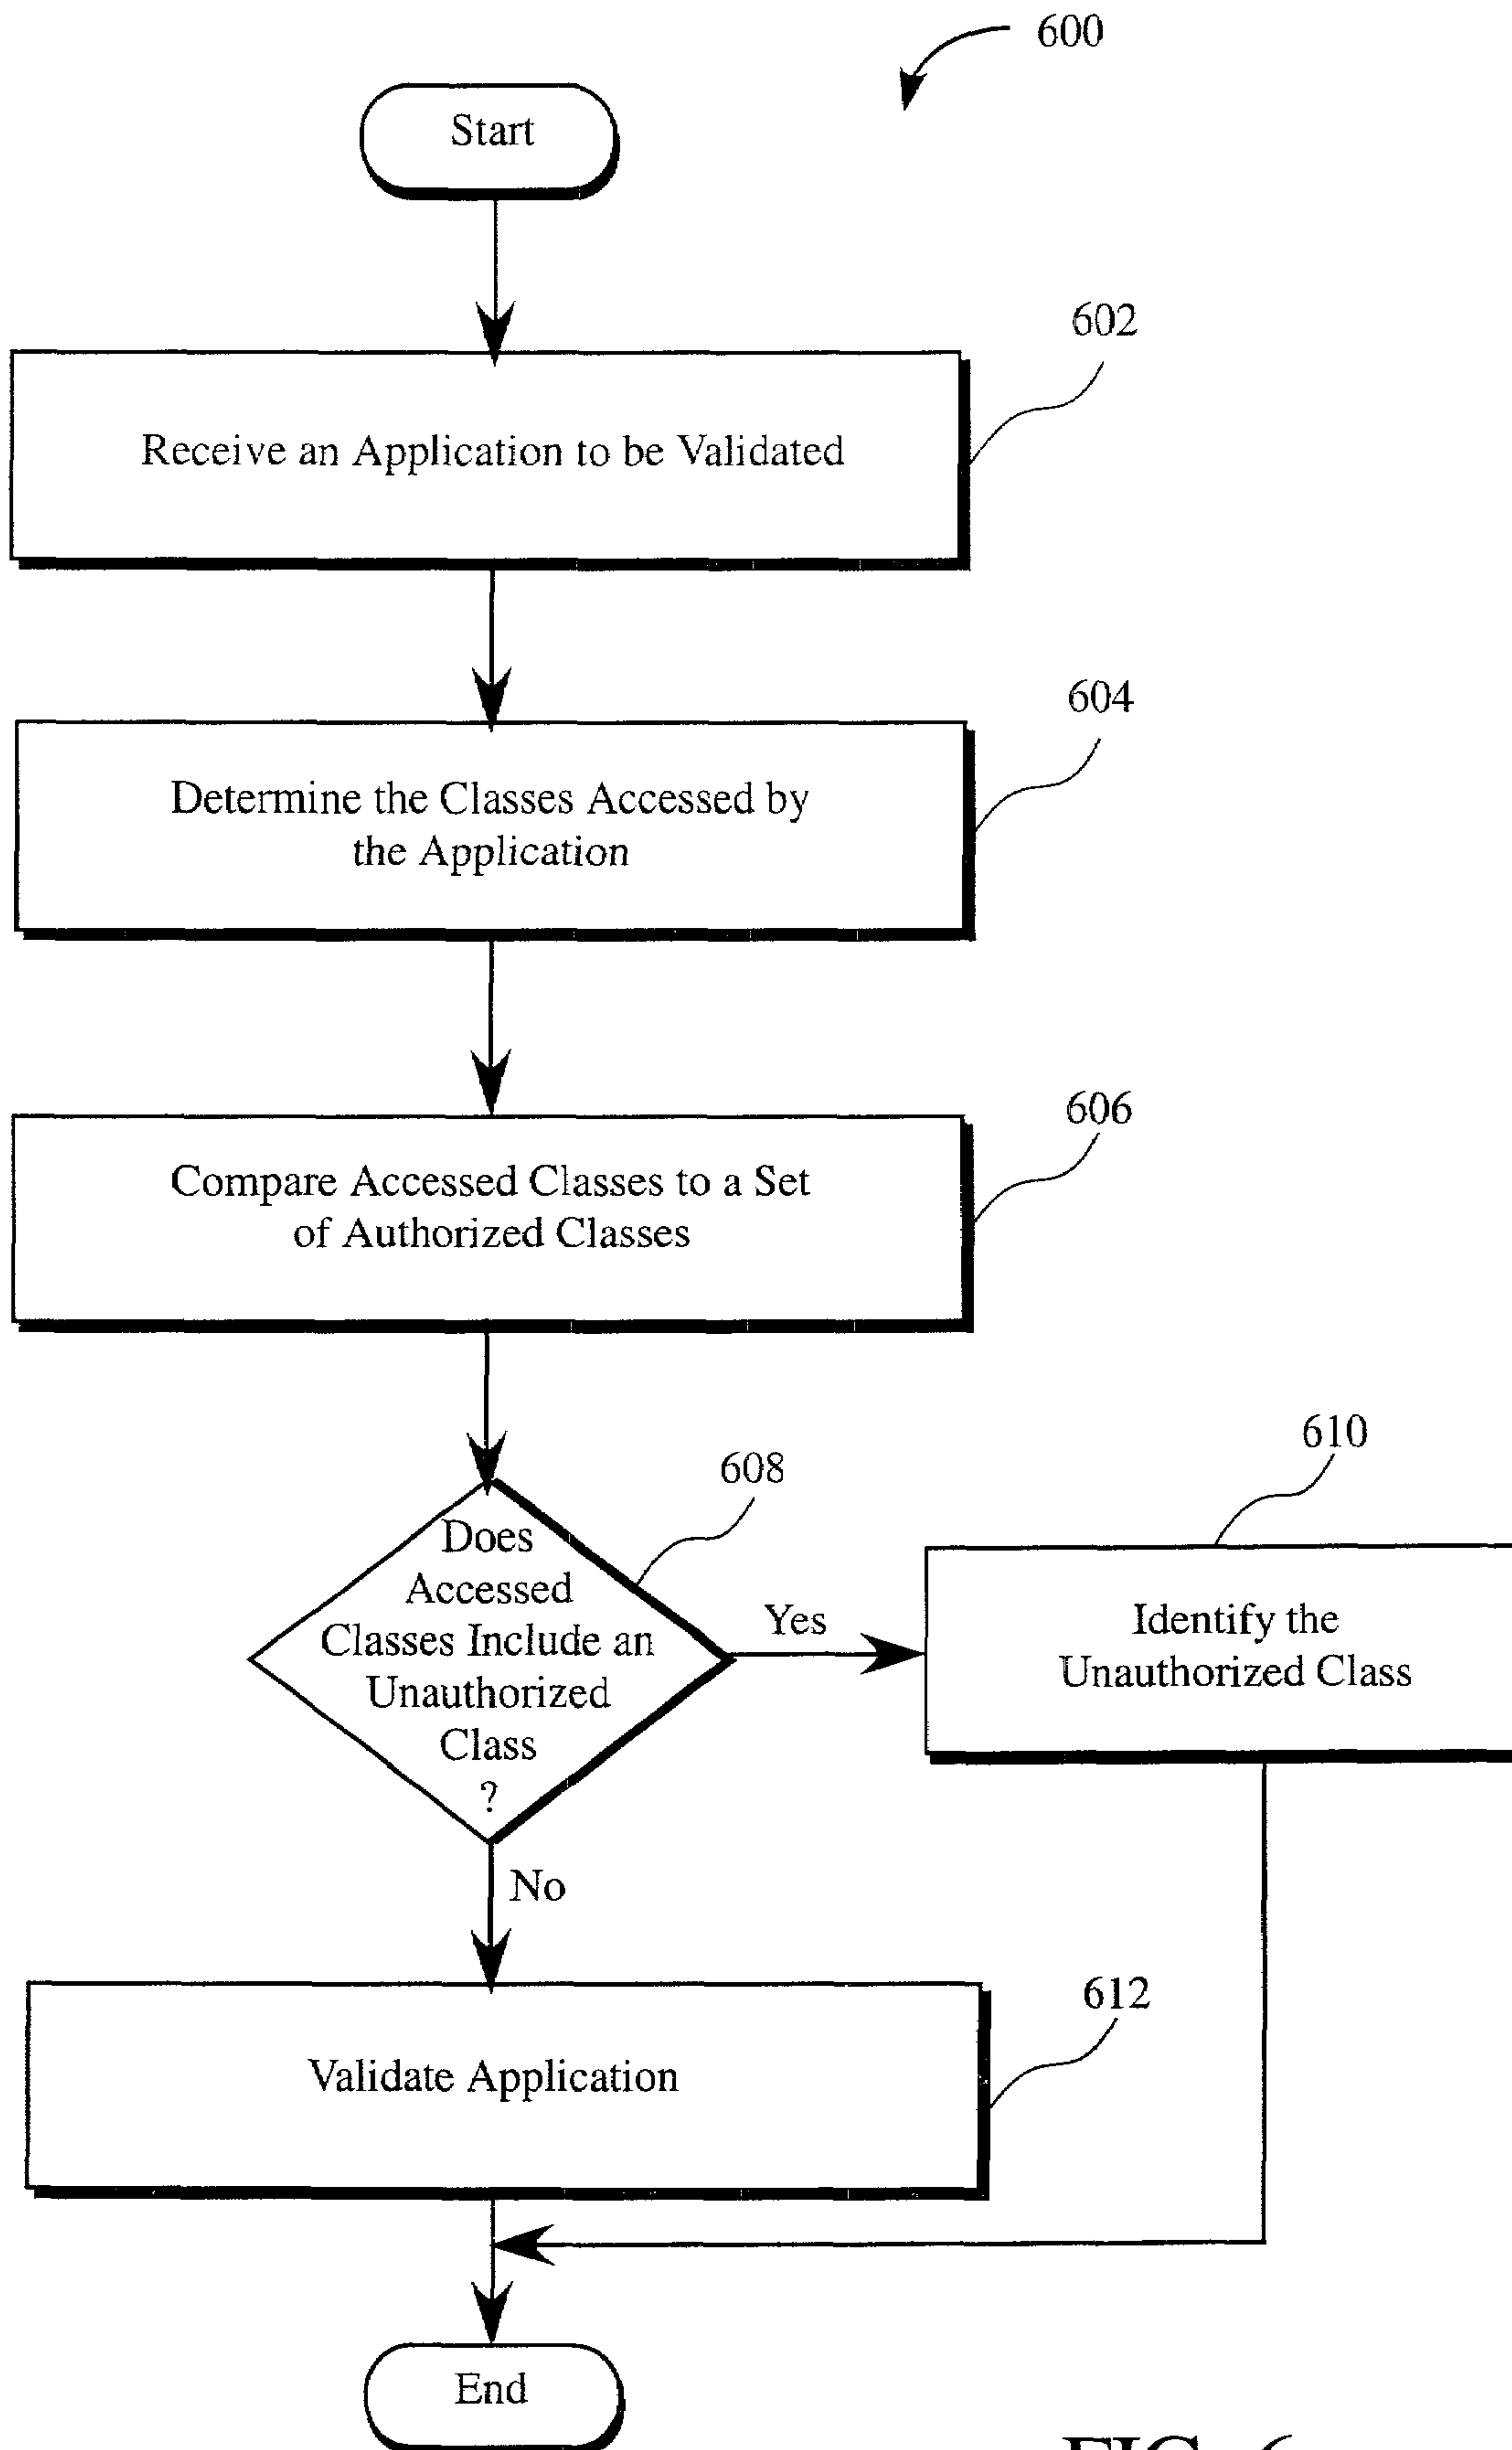 600
Start
602
Receive an Application to be Validated
604
Determine the Classes Accessed by
the Application
606
Compare Accessed Classes to a Set
of Authorized Classes
608
Does
Accessed
Classes Include an
Unauthorized
Class
?
Yes
610
Identify the
Unauthorized Class
No
612
Validate Application
End
FIG. 6